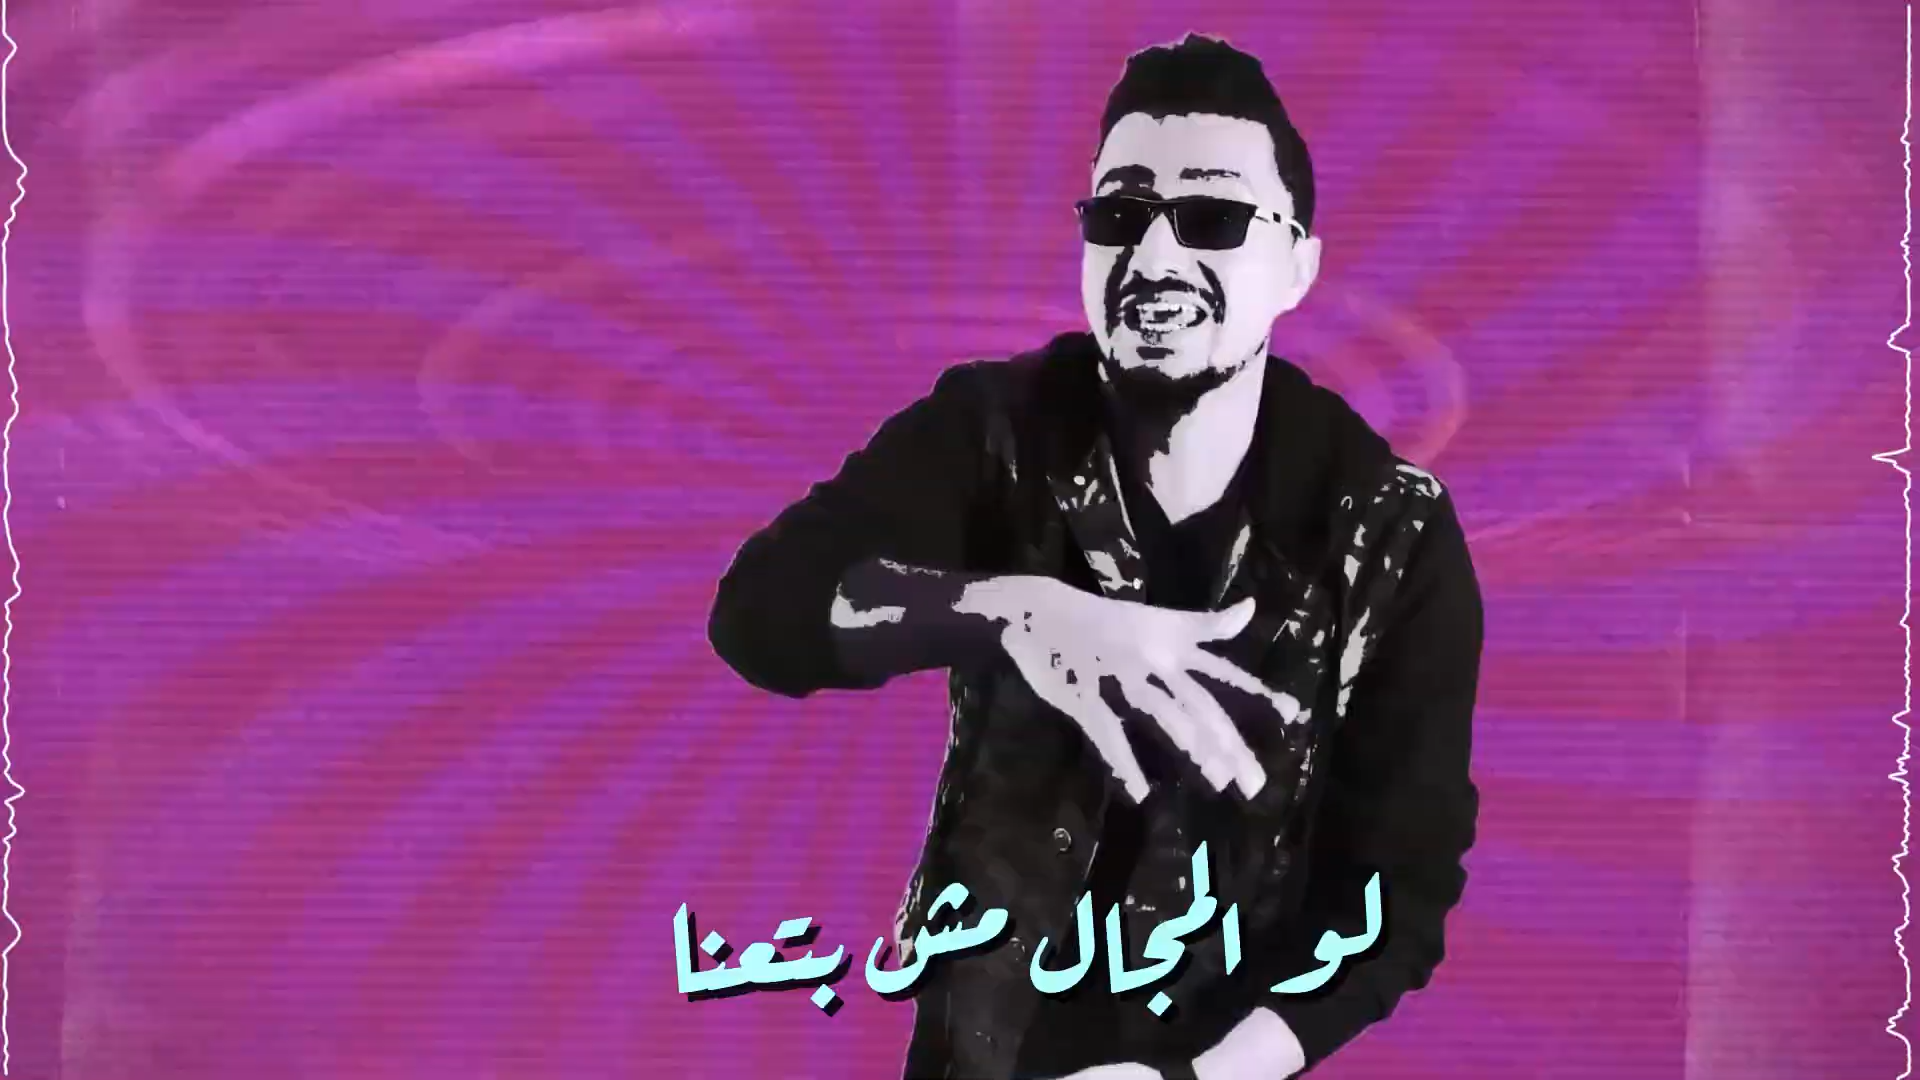 لو المجال مش بتعنا